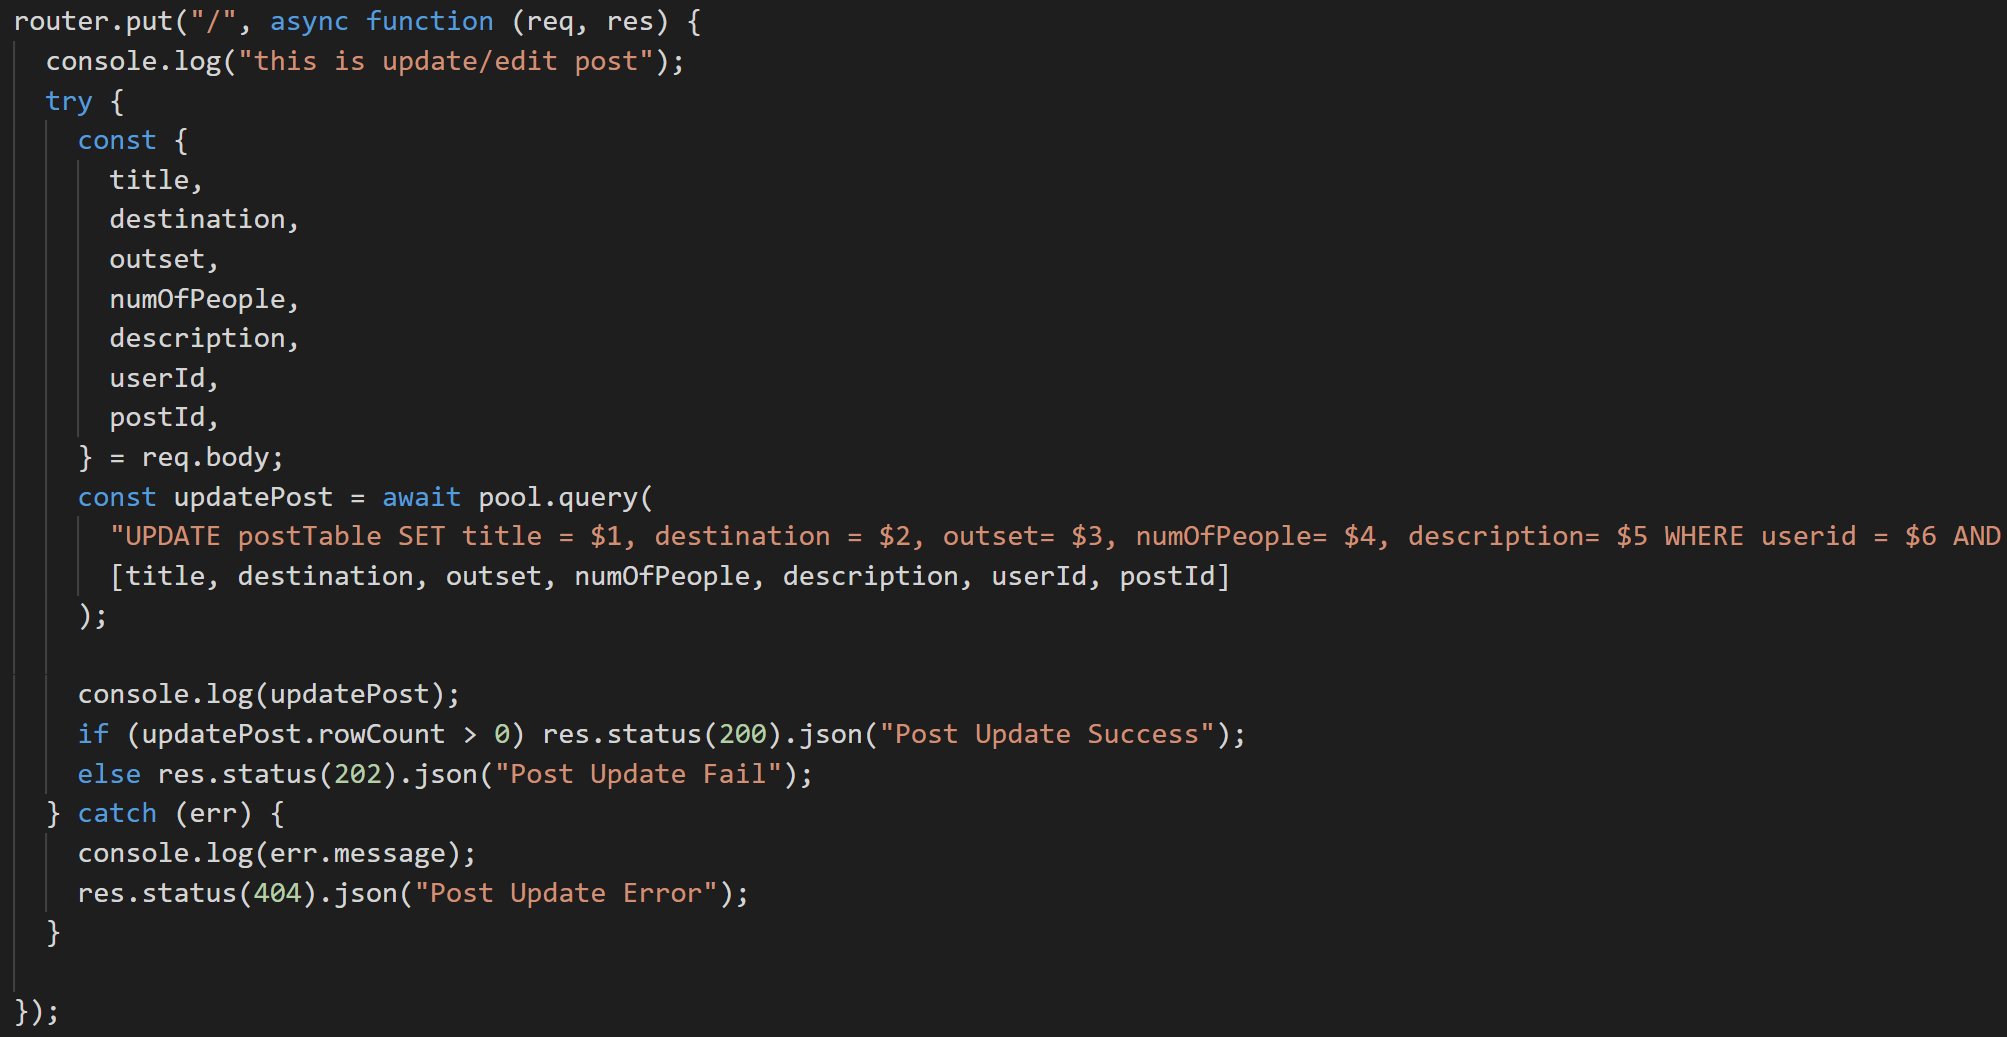 router.put("/", async function (req, res) {
console.log("this is update/edit post");
try {
const {
title,
destination,
outset,
numOfPeople,
description,
userId,
postId,
} = req.body;
const updatePost = await pool.query(
"UPDATE postTable SET title = $1, destination = $2, outset= $3, numOfPeople= $4, description= $5 WHERE userid = $6 AND
[title, destination, outset, numOfPeople, description, userId, postId]
);
console.log(updatePost);
if (updatePost.rowCount > 0) res.status(200).json("Post Update Success");
else res.status(202).json("Post Update Fail");
} catch (err) {
console.log(err.message);
res.status(404).json("Post Update Error");
}
});